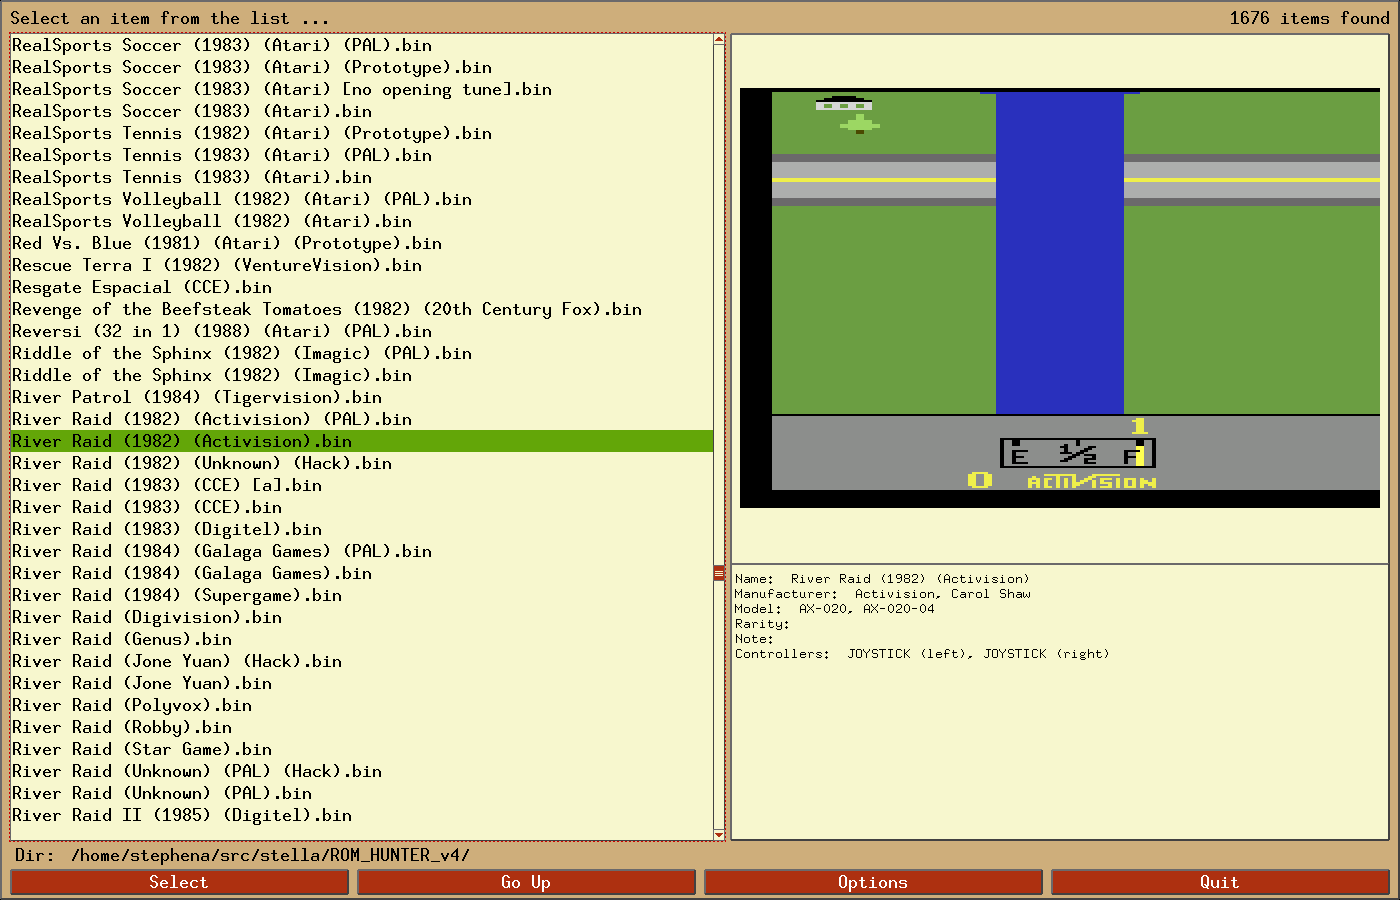 Select an item from the list ...
1676 items found
RealSports Soccer (1983) (Atari) (PAL).bin
RealSports Soccer (1983) (Atari) (Prototype).bin
RealSports Soccer (1983) (Atari) [no opening tune].bin
RealSports Soccer (1983) (Atari).bin
RealSports Tennis (1982) (Atari) (Prototype).bin
RealSports Tennis (1983) (Atari) (PAL).bin
RealSports Tennis (1983) (Atari).bin
RealSports Volleyball (1982) (Atari) (PAL).bin
RealSports Volleyball (1982) (Atari).bin
Red Vs. Blue (1981) (Atari) (Prototype).bin
Rescue Terra I (1982) (VentureVision).bin
Resgate Espacial (CCE).bin
Revenge of the Beefsteak Tomatoes (1982) (20th Century Fox).bin
Reversi (32 in 1) (1988) (Atari) (PAL).bin
Riddle of the Sphinx (1982) (Imagic) (PAL).bin
Riddle of the Sphinx (1982) (Imagic).bin
River Patrol (1984) (Tigervision).bin
River Raid (1982) (Activision) (PAL).bin
River Raid (1982) (Activision).bin
River Raid (1982) (Unknown) (Hack).bin
River Raid (1983) (CCE) [a].bin
River Raid (1983) (CCE).bin
River Raid (1983) (Digitel).bin
River Raid (1984) (Galaga Games) (PAL).bin
River Raid (1984) (Galaga Games).bin
River Raid (1984) (Supergame).bin
River Raid (Digivision).bin
River Raid (Genus).bin
River Raid (Jone Yuan) (Hack).bin
River Raid (Jone Yuan).bin
River Raid (Polyvox).bin
River Raid (Robby).bin
River Raid (Star Game).bin
River Raid (Unknown) (PAL) (Hack).bin
River Raid (Unknown) (PAL).bin
River Raid II (1985) (Digitel).bin
1
E ½ F
0 ACTIVISION
Name: River Raid (1982) (Activision)
Manufacturer: Activision, Carol Shaw
Model: AX-020, AX-020-04
Rarity:
Note:
Controllers: JOYSTICK (left), JOYSTICK (right)
Dir: /home/stephena/src/stella/ROM_HUNTER_v4/
Select
Go Up
Options
Quit